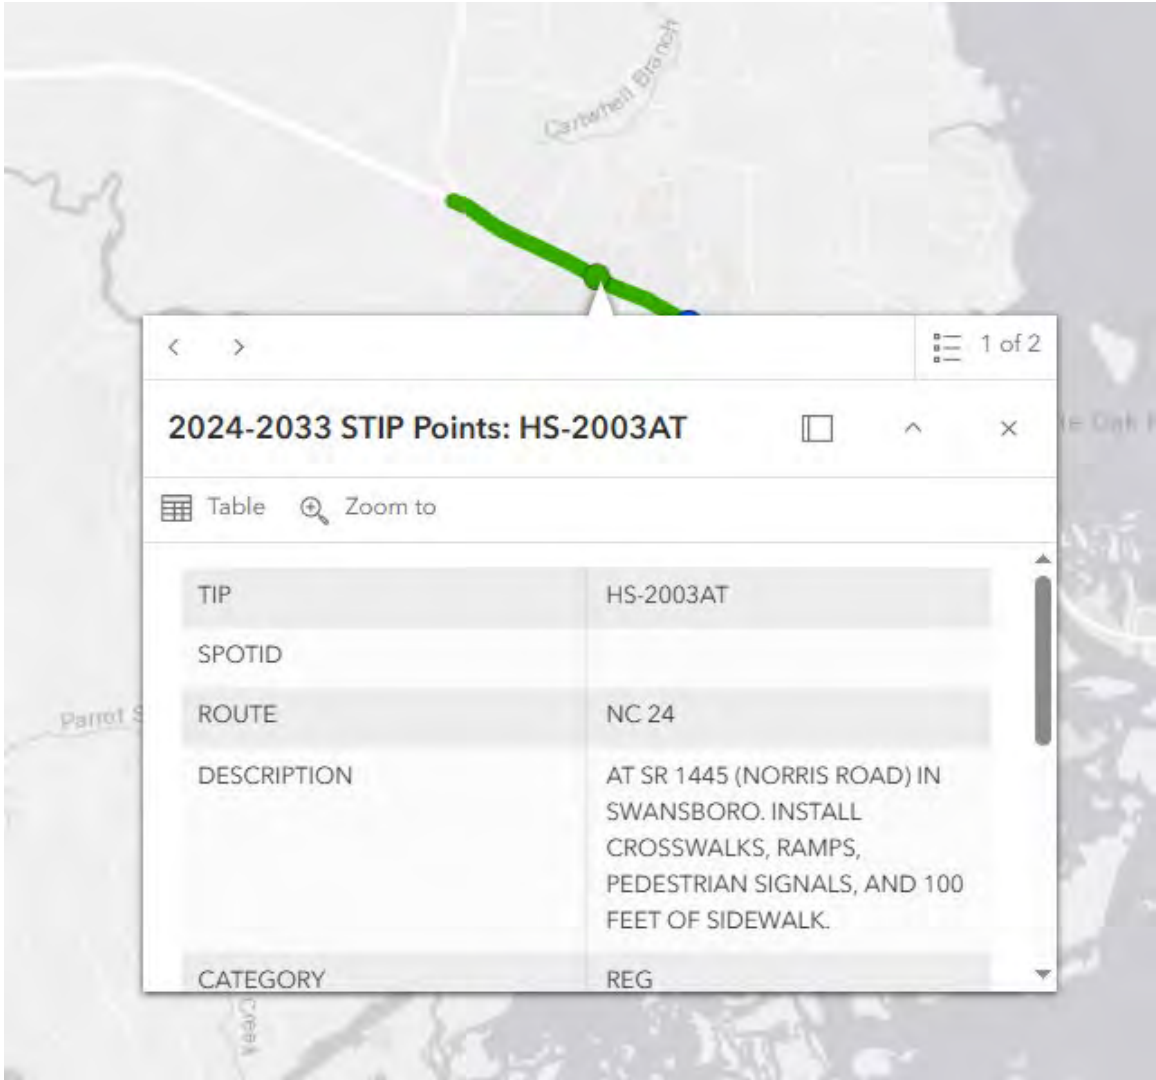 Cartwhell Branch
1 of 2
2024-2033 STIP Points: HS-2003AT
Table Zoom to
TIP HS-2003AT
SPOTID
ROUTE NC 24
DESCRIPTION AT SR 1445 (NORRIS ROAD) IN
SWANSBORO. INSTALL
CROSSWALKS, RAMPS,
PEDESTRIAN SIGNALS, AND 100
FEET OF SIDEWALK.
CATEGORY REG
Parrot S
Creek